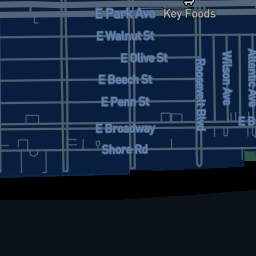 E Park Ave
Key Foods
E Walnut St
E Olive St
E Beech St
E Penn St
E Broadway
Shore Rd
Roosevelt Blvd
Wilson Ave
Atlantic Ave